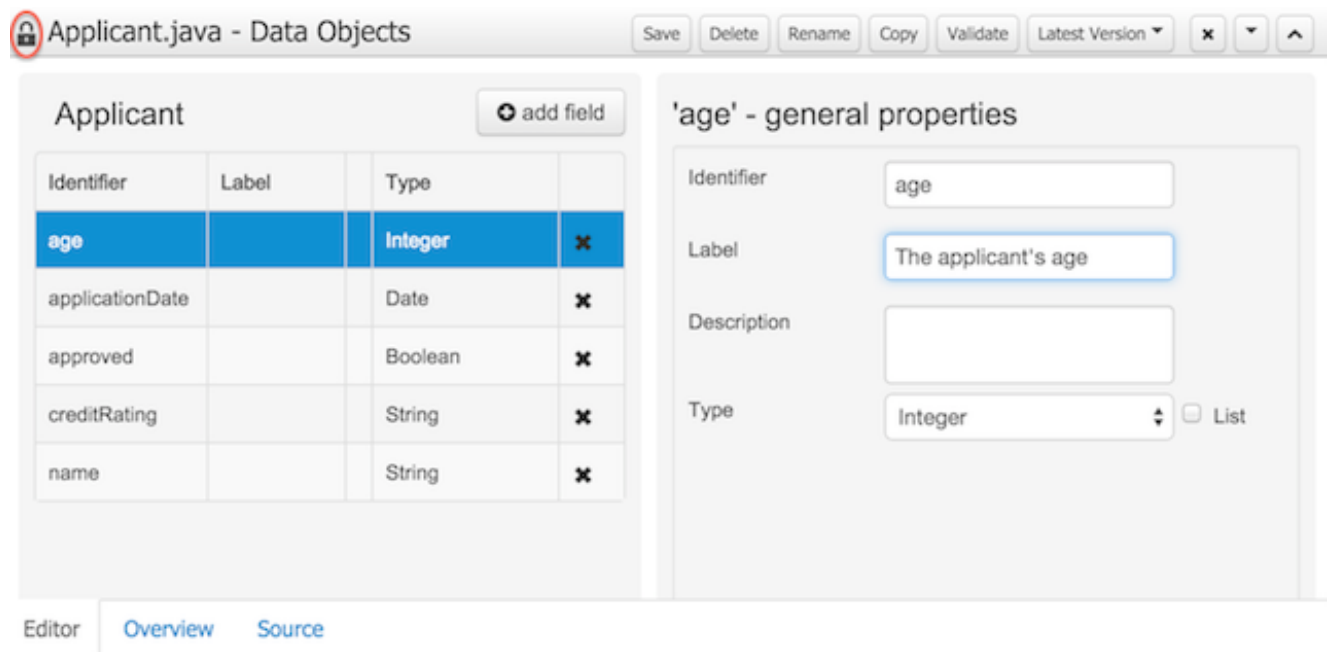 Applicant.java - Data Objects Save Delete Rename Copy Validate Latest Version
Applicant add field
Identifier Label Type
age Integer
applicationDate Date
approved Boolean
creditRating String
name String
'age' - general properties
Identifier age
Label The applicant's age
Description
Type Integer List
Editor Overview Source